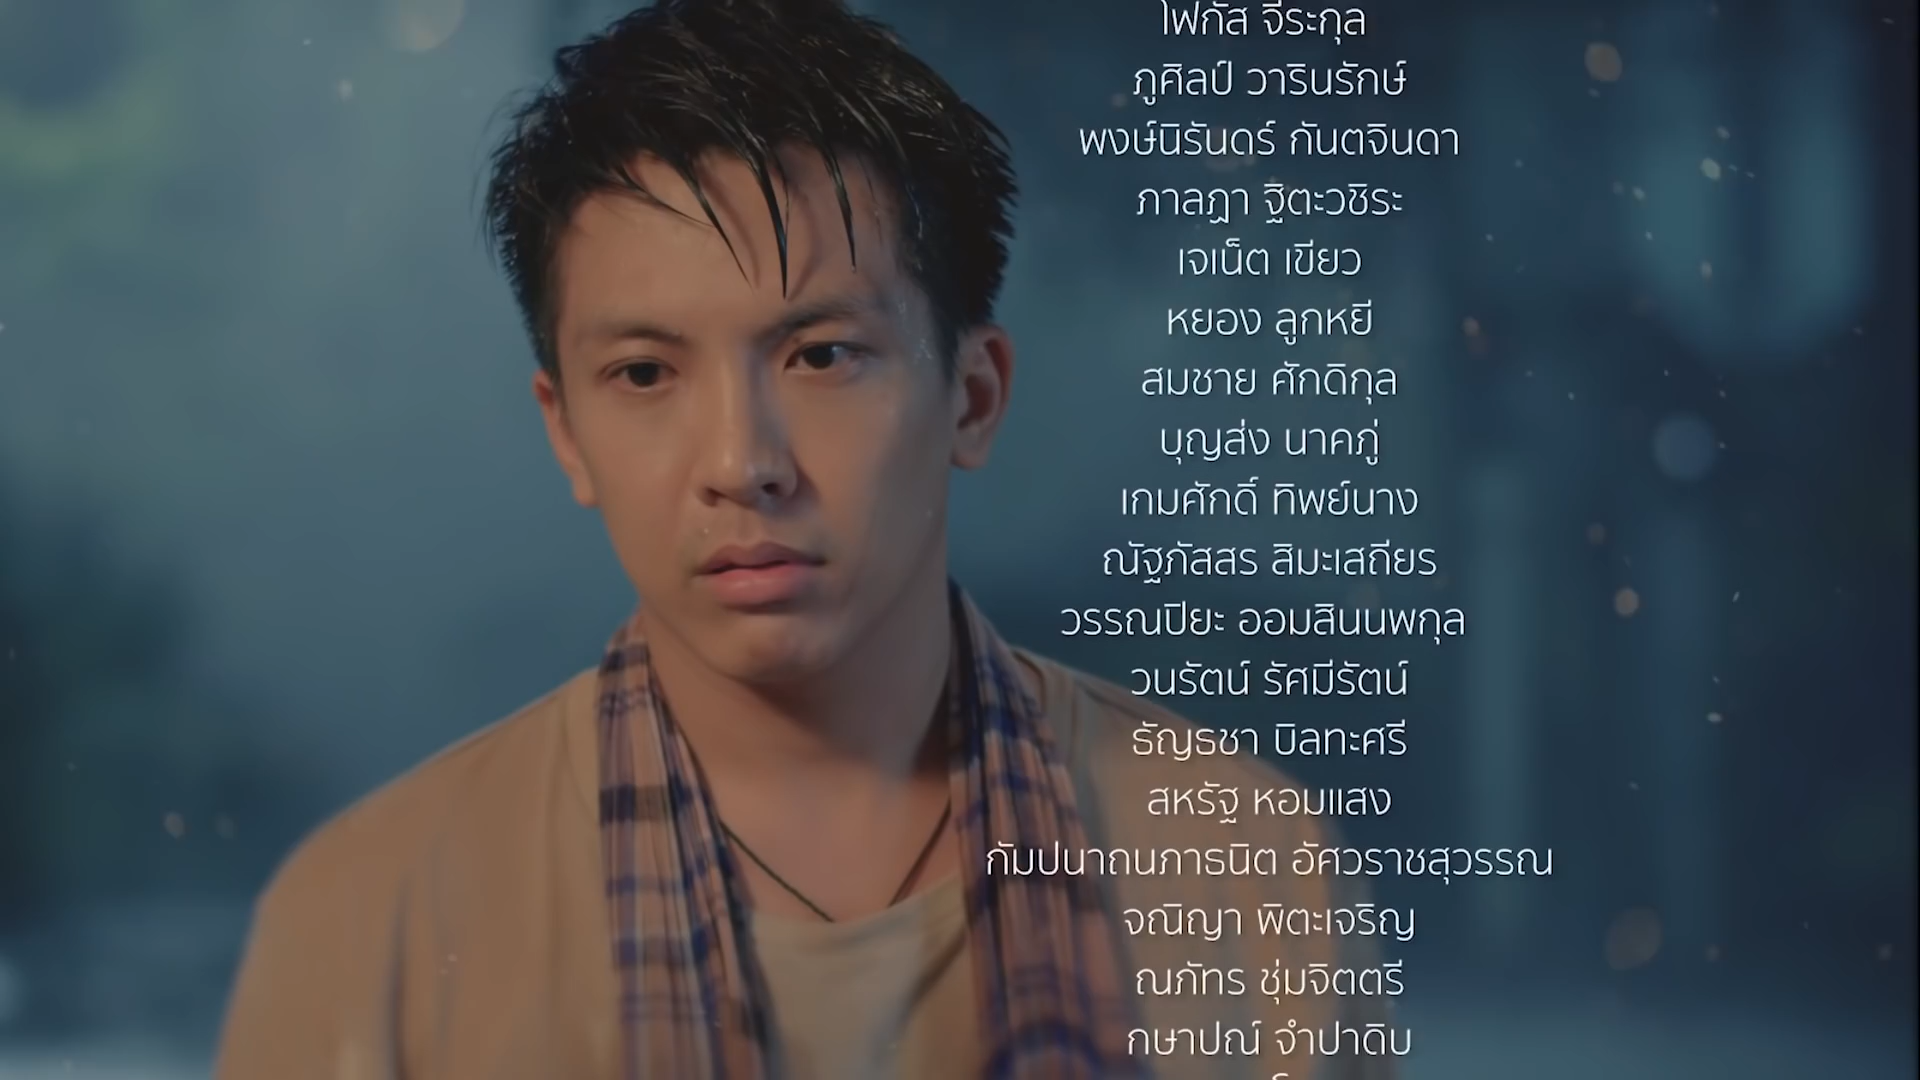 โฟกัส จีระกุล
ภูศิลป์ วารินรักษ์
พงษ์นิรันดร์ กันตจินดา
ภาลฏา ฐิตะวชิระ
เจเน็ต เขียว
หยอง ลูกหยี
สมชาย ศักดิกุล
บุญส่ง นาคภู่
เกมศักดิ์ ทิพย์นาง
ณัฐภัสสร สิมะเสถียร
วรรณปิยะ ออมสินนพกุล
วนรัตน์ รัศมีรัตน์
ธัญธชา บิลทะศรี
สหรัฐ หอมแสง
กัมปนาถนภาธนิต อัศวราชสุวรรณ
จณิญา พิตะเจริญ
ณภัทร ชุ่มจิตตรี
กษาปณ์ จำปาดิบ